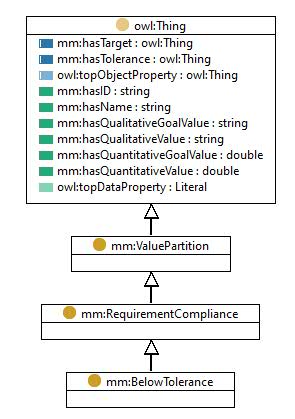 owl:Thing
mm:hasTarget : owl:Thing
mm:hasTolerance : owl:Thing
owl:topObjectProperty : owl:Thing
mm:hasID : string
mm:hasName : string
mm:hasQualitativeGoalValue : string
mm:hasQualitativeValue : string
mm:hasQuantitativeGoalValue : double
mm:hasQuantitativeValue : double
owl:topDataProperty : Literal
mm:ValuePartition
mm:RequirementCompliance
mm:BelowTolerance